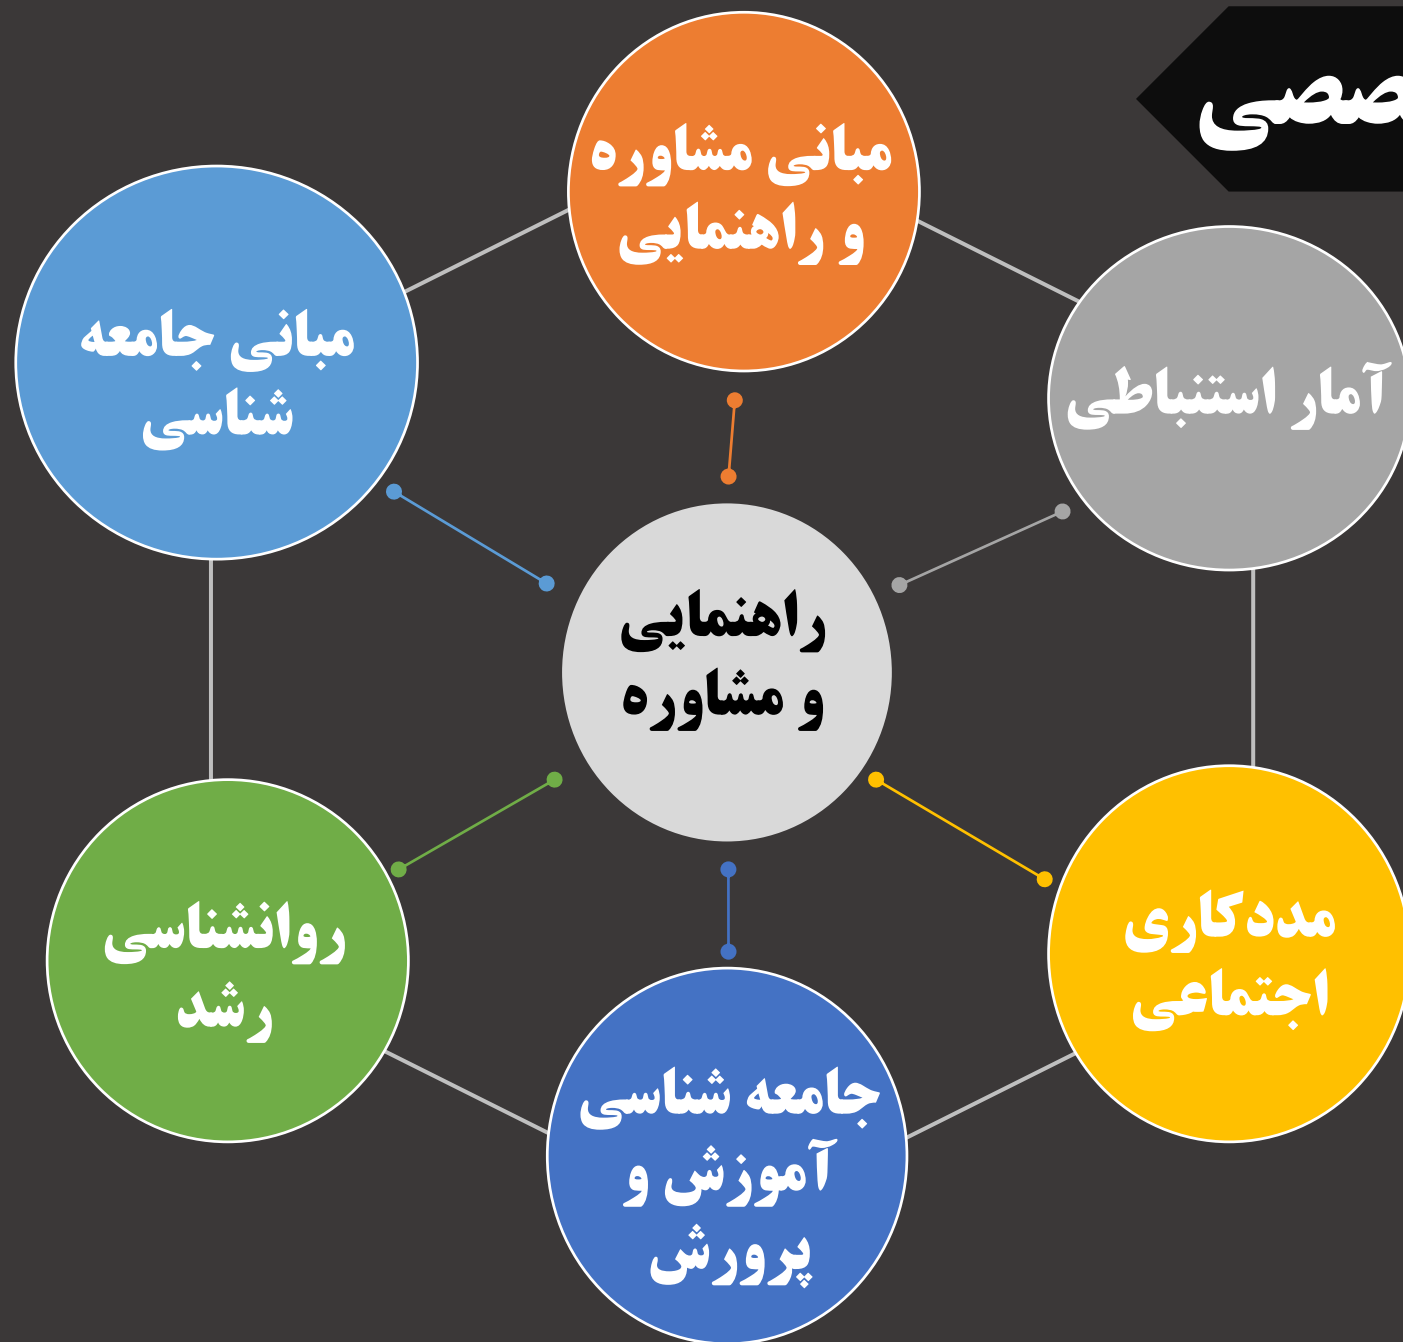 مبانی مشاوره
و راهنمایی
آمار استنباطی
مبانی جامعه
شناسی
راهنمایی
و مشاوره
مددکاری
اجتماعی
روانشناسی
رشد
جامعه شناسی
آموزش و
پرورش